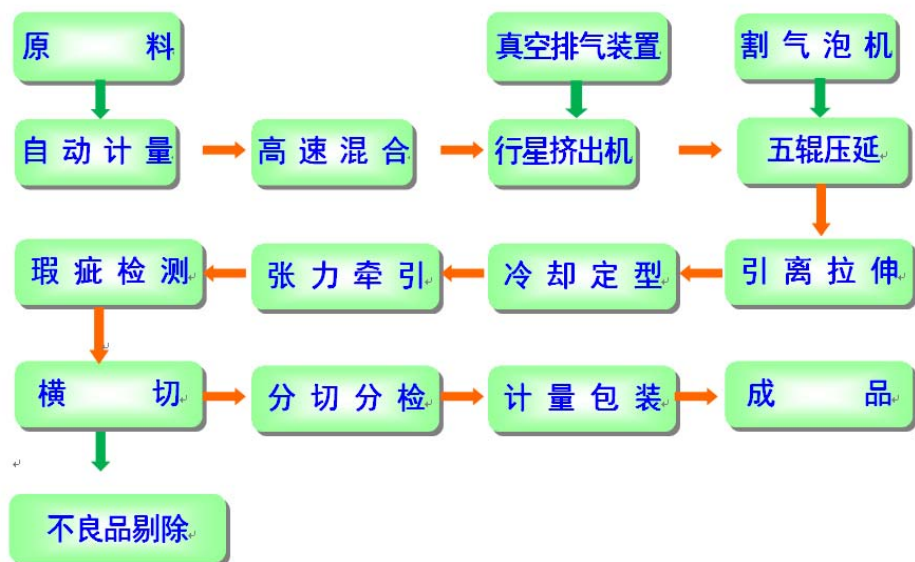 原 料
真空排气装置
割 气 泡 机
自 动 计 量
高 速 混 合
行星挤出机
五辊压延
瑕 疵 检 测
张 力 牵 引
冷 却 定 型
引 离 拉 伸
横 切
分 切 分 检
计 量 包 装
成 品
不良品剔除